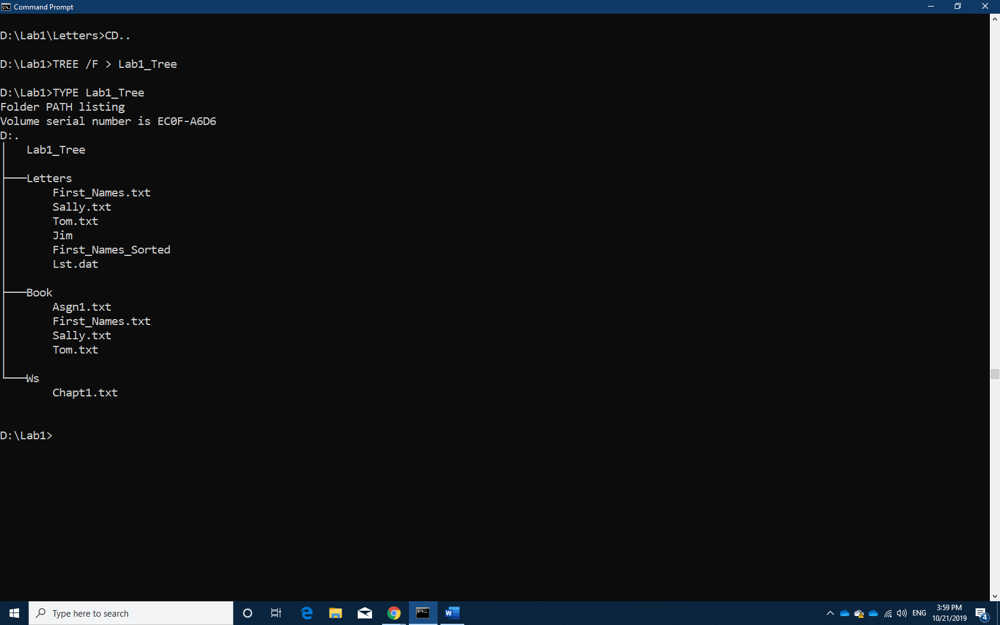 Command Prompt
D:\Lab1\Letters>CD..
D:\Lab1>TREE /F > Lab1_Tree
D:\Lab1>TYPE Lab1_Tree
Folder PATH listing
Volume serial number is EC0F-A6D6
D:.
│   Lab1_Tree
├───Letters
│       First_Names.txt
│       Sally.txt
│       Tom.txt
│       Jim
│       First_Names_Sorted
│       Lst.dat
├───Book
│       Asgn1.txt
│       First_Names.txt
│       Sally.txt
│       Tom.txt
└───Ws
        Chapt1.txt
D:\Lab1>
Type here to search
ENG
3:59 PM
10/21/2019
4